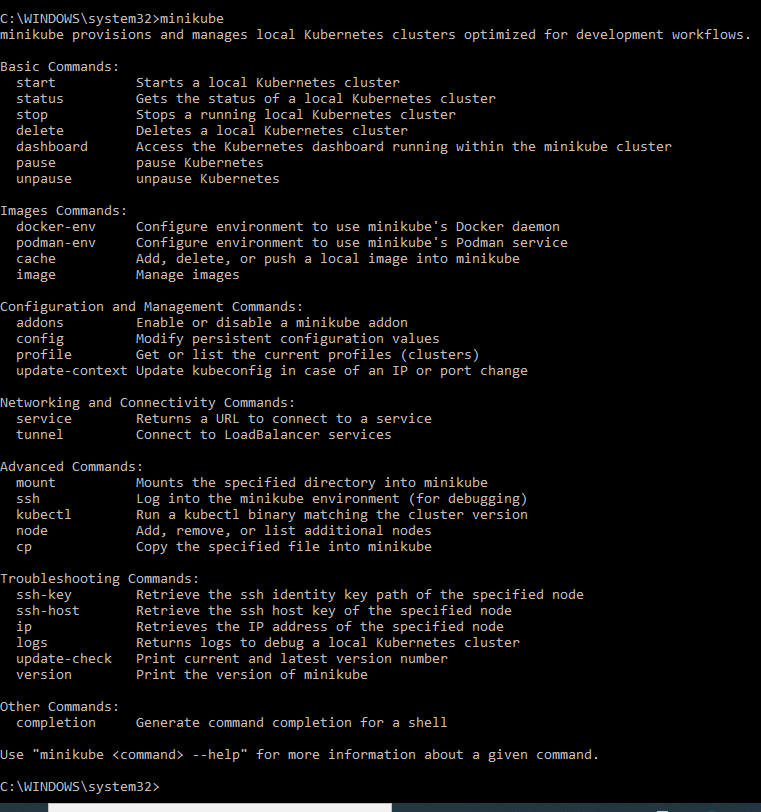 C:\WINDOWS\system32>minikube
minikube provisions and manages local Kubernetes clusters optimized for development workflows.
Basic Commands:
start Starts a local Kubernetes cluster
status Gets the status of a local Kubernetes cluster
stop Stops a running local Kubernetes cluster
delete Deletes a local Kubernetes cluster
dashboard Access the Kubernetes dashboard running within the minikube cluster
pause pause Kubernetes
unpause unpause Kubernetes
Images Commands:
docker-env Configure environment to use minikube's Docker daemon
podman-env Configure environment to use minikube's Podman service
cache Add, delete, or push a local image into minikube
image Manage images
Configuration and Management Commands:
addons Enable or disable a minikube addon
config Modify persistent configuration values
profile Get or list the current profiles (clusters)
update-context Update kubeconfig in case of an IP or port change
Networking and Connectivity Commands:
service Returns a URL to connect to a service
tunnel Connect to LoadBalancer services
Advanced Commands:
mount Mounts the specified directory into minikube
ssh Log into the minikube environment (for debugging)
kubectl Run a kubectl binary matching the cluster version
node Add, remove, or list additional nodes
cp Copy the specified file into minikube
Troubleshooting Commands:
ssh-key Retrieve the ssh identity key path of the specified node
ssh-host Retrieve the ssh host key of the specified node
ip Retrieves the IP address of the specified node
logs Returns logs to debug a local Kubernetes cluster
update-check Print current and latest version number
version Print the version of minikube
Other Commands:
completion Generate command completion for a shell
Use "minikube <command> --help" for more information about a given command.
C:\WINDOWS\system32>